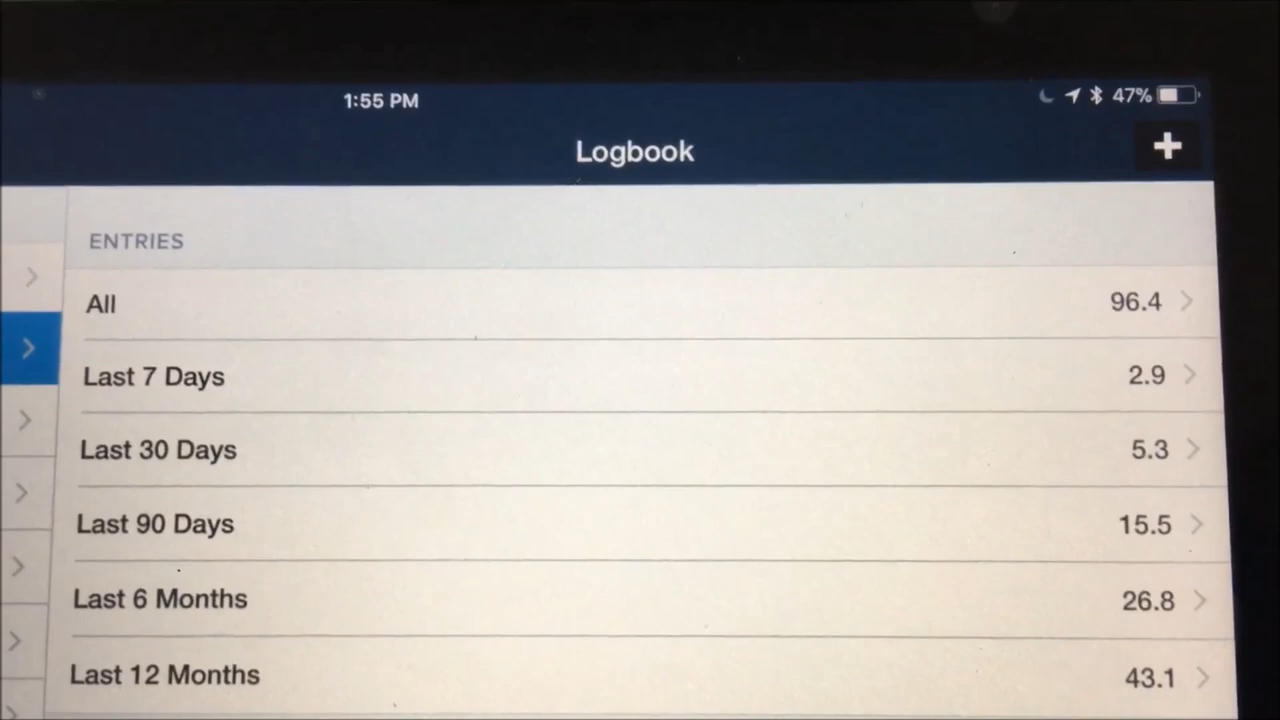 1:55 PM 47%
Logbook
ENTRIES
All 96.4
Last 7 Days 2.9
Last 30 Days 5.3
Last 90 Days 15.5
Last 6 Months 26.8
Last 12 Months 43.1